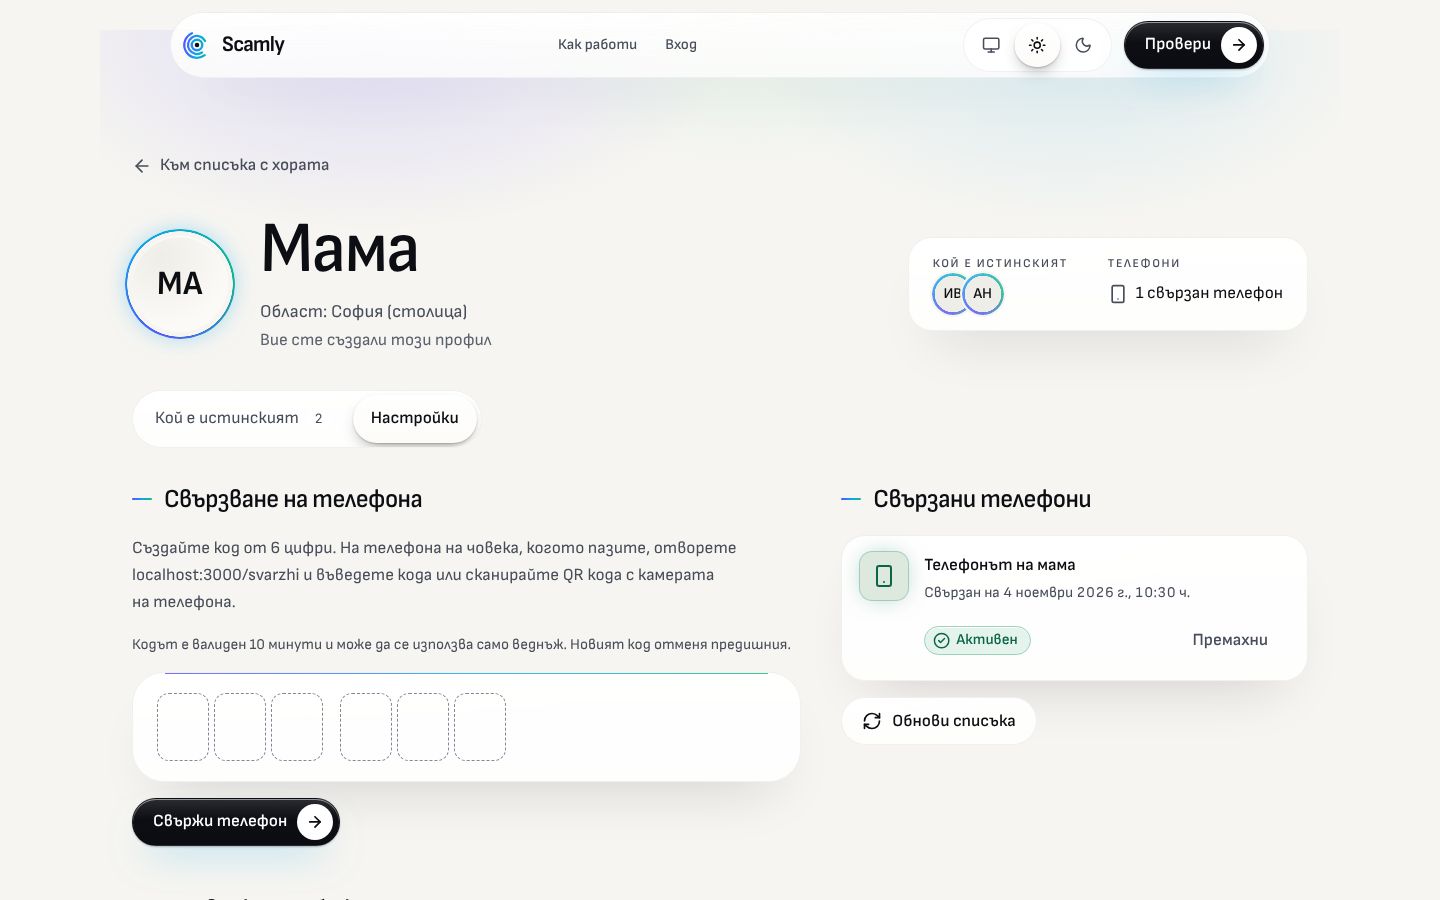 Scamly
Как работи
Вход
Провери
Към списъка с хората
МА
Мама
Област: София (столица)
Вие сте създали този профил
КОЙ Е ИСТИНСКИЯТ
ИВ
АН
ТЕЛЕФОНИ
1 свързан телефон
Кой е истинският 2
Настройки
Свързване на телефона
Създайте код от 6 цифри. На телефона на човека, когото пазите, отворете
localhost:3000/svarzhi и въведете кода или сканирайте QR кода с камерата
на телефона.
Кодът е валиден 10 минути и може да се използва само веднъж. Новият код отменя предишния.
Свържи телефон
Свързани телефони
Телефонът на мама
Свързан на 4 ноември 2026 г., 10:30 ч.
Активен
Премахни
Обнови списъка